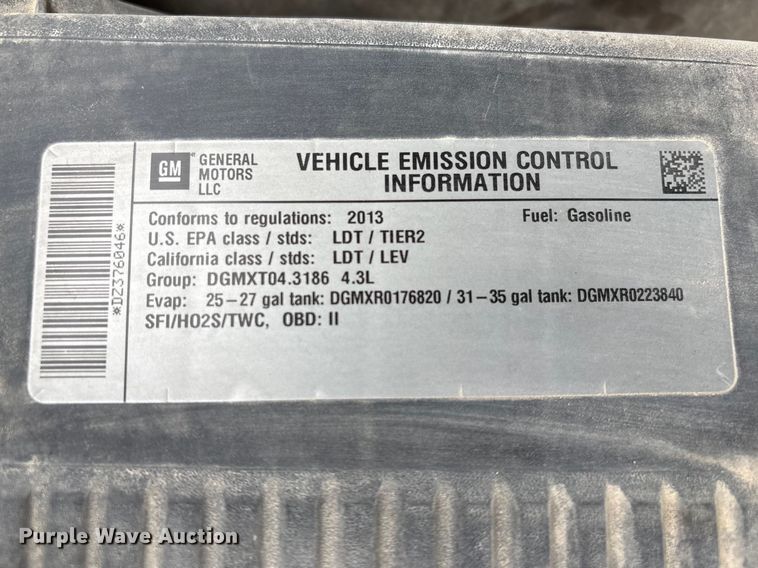 GM
GENERAL
MOTORS
LLC
VEHICLE EMISSION CONTROL
INFORMATION
Conforms to regulations: 2013 Fuel: Gasoline
U.S. EPA class / stds: LDT / TIER2
California class / stds: LDT / LEV
Group: DGMXT04.3186 4.3L
Evap: 25-27 gal tank: DGMXR0176820 / 31-35 gal tank: DGMXR0223840
SFI/HO2S/TWC, OBD: II
*DZ376046*
Purple Wave Auction